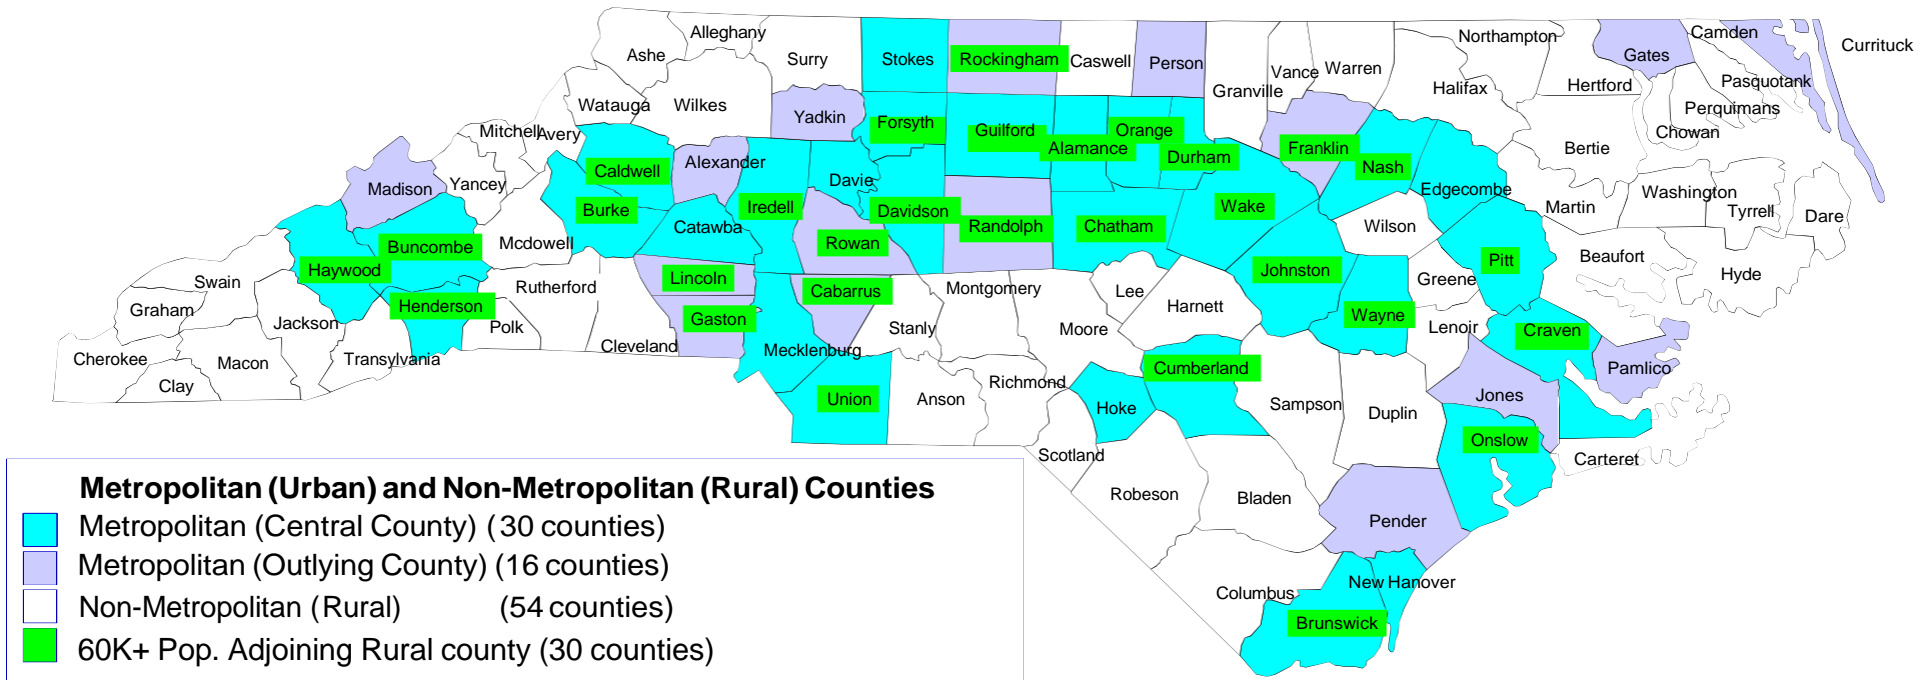 Alleghany
Northampton
Camden
Currituck
Ashe
Surry
Stokes
Rockingham
Caswell
Person
Vance
Warren
Gates
Pasquotank
Watauga
Wilkes
Granville
Halifax
Hertford
Perquimans
Mitchell
Avery
Yadkin
Forsyth
Guilford
Orange
Alamance
Durham
Franklin
Nash
Chowan
Bertie
Madison
Yancey
Caldwell
Alexander
Davie
Edgecombe
Washington
Burke
Iredell
Davidson
Randolph
Chatham
Wake
Martin
Tyrrell
Dare
Buncombe
Mcdowell
Catawba
Rowan
Wilson
Haywood
Swain
Lincoln
Johnston
Pitt
Beaufort
Hyde
Graham
Henderson
Rutherford
Cabarrus
Montgomery
Lee
Greene
Jackson
Polk
Gaston
Stanly
Moore
Harnett
Wayne
Lenoir
Craven
Cherokee
Macon
Transylvania
Cleveland
Mecklenburg
Cumberland
Pamlico
Clay
Union
Anson
Richmond
Hoke
Sampson
Duplin
Jones
Scotland
Onslow
Carteret
Robeson
Bladen
Pender
Columbus
New Hanover
Brunswick
Metropolitan (Urban) and Non-Metropolitan (Rural) Counties
Metropolitan (Central County) (30 counties)
Metropolitan (Outlying County) (16 counties)
Non-Metropolitan (Rural) (54 counties)
60K+ Pop. Adjoining Rural county (30 counties)